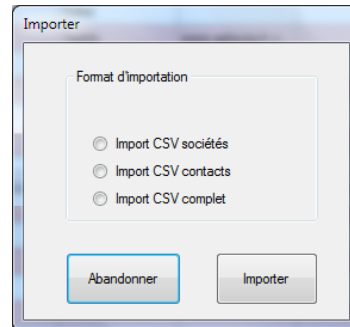 Importer
Format d'importation
Import CSV sociétés
Import CSV contacts
Import CSV complet
Abandonner
Importer